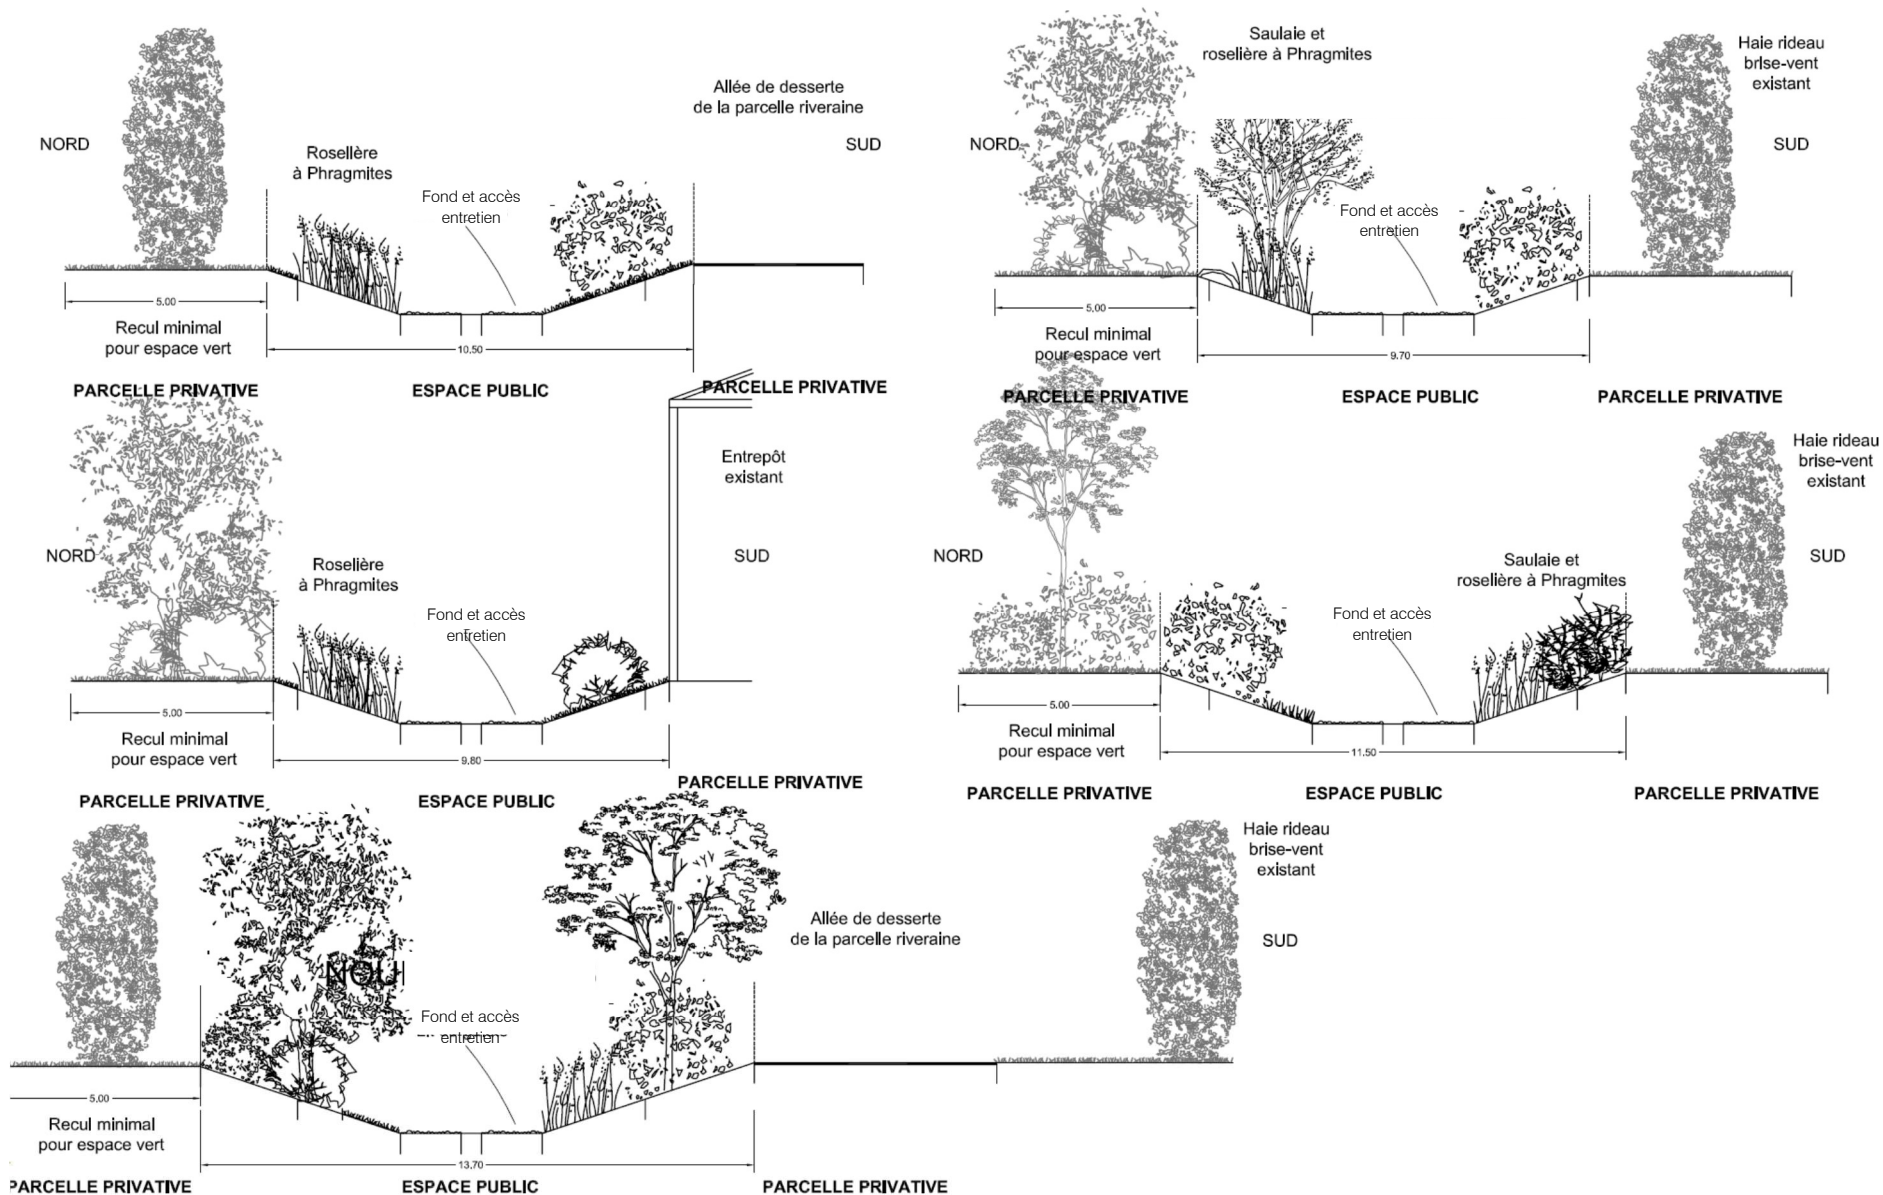 Allée de desserte
de la parcelle riveraine
NORD
SUD
Roselière
à Phragmites
Fond et accès
entretien
5,00
Recul minimal
pour espace vert
10.50
PARCELLE PRIVATIVE
ESPACE PUBLIC
PARCELLE PRIVATIVE
Saulaie et
roselière à Phragmites
Haie rideau
brise-vent
existant
NORD
SUD
Fond et accès
entretien
5,00
Recul minimal
pour espace vert
9.70
PARCELLE PRIVATIVE
ESPACE PUBLIC
PARCELLE PRIVATIVE
Entrepôt
existant
NORD
SUD
Roselière
à Phragmites
Fond et accès
entretien
5,00
Recul minimal
pour espace vert
9.80
PARCELLE PRIVATIVE
ESPACE PUBLIC
PARCELLE PRIVATIVE
Haie rideau
brise-vent
existant
NORD
SUD
Saulaie et
roselière à Phragmites
Fond et accès
entretien
5,00
Recul minimal
pour espace vert
11.50
PARCELLE PRIVATIVE
ESPACE PUBLIC
PARCELLE PRIVATIVE
Haie rideau
brise-vent
existant
Allée de desserte
de la parcelle riveraine
SUD
Fond et accès
entretien
5,00
Recul minimal
pour espace vert
13.70
PARCELLE PRIVATIVE
ESPACE PUBLIC
PARCELLE PRIVATIVE